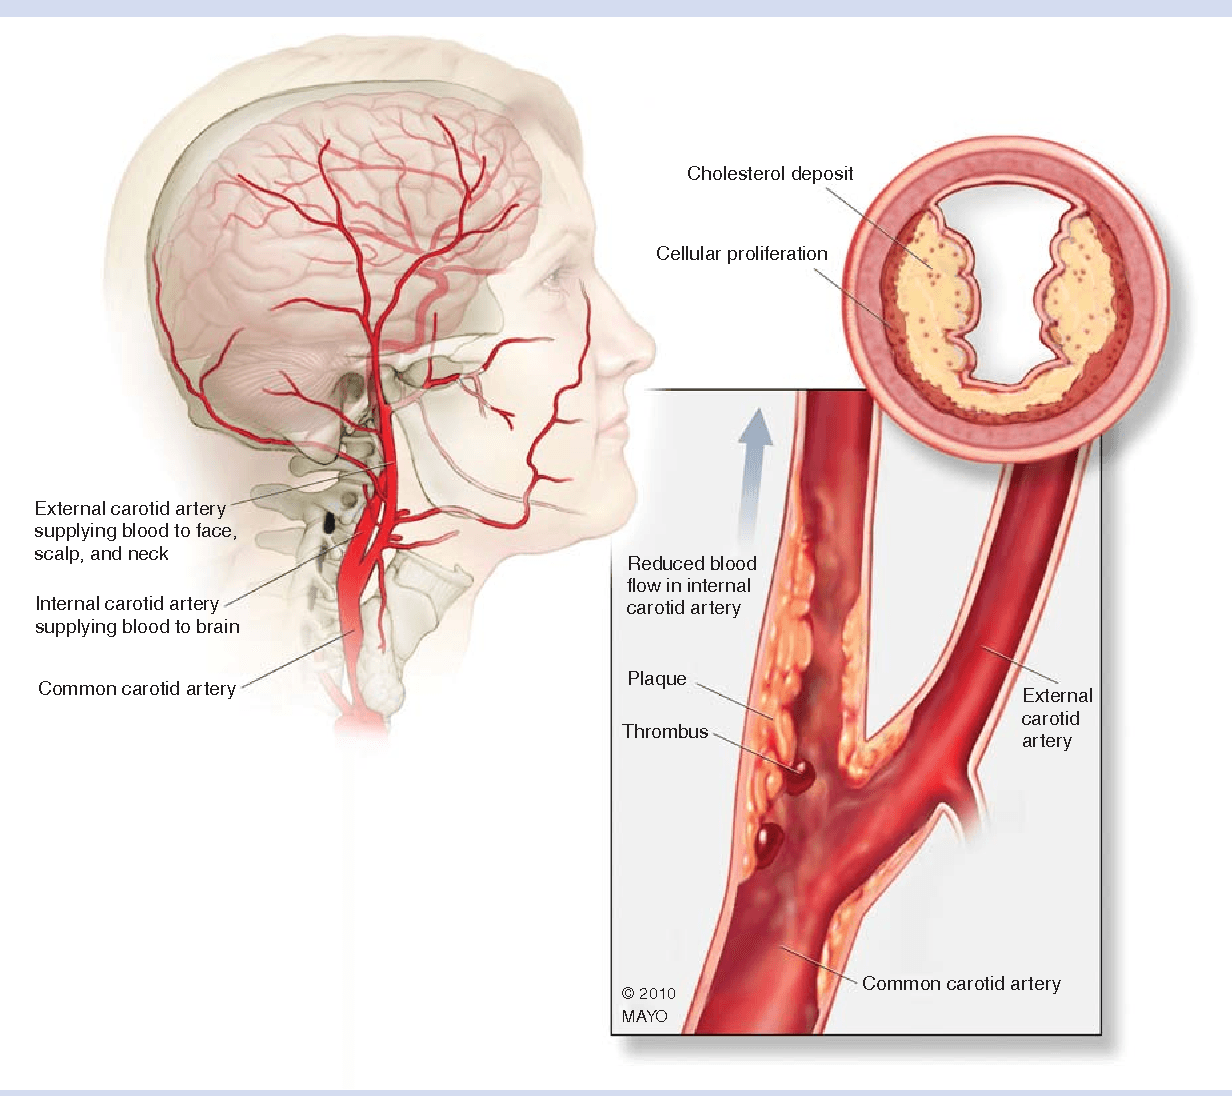 Cholesterol deposit
Cellular proliferation
External carotid artery
supplying blood to face,
scalp, and neck
Internal carotid artery
supplying blood to brain
Common carotid artery
Reduced blood
flow in internal
carotid artery
Plaque
Thrombus
External
carotid
artery
Common carotid artery
© 2010
MAYO